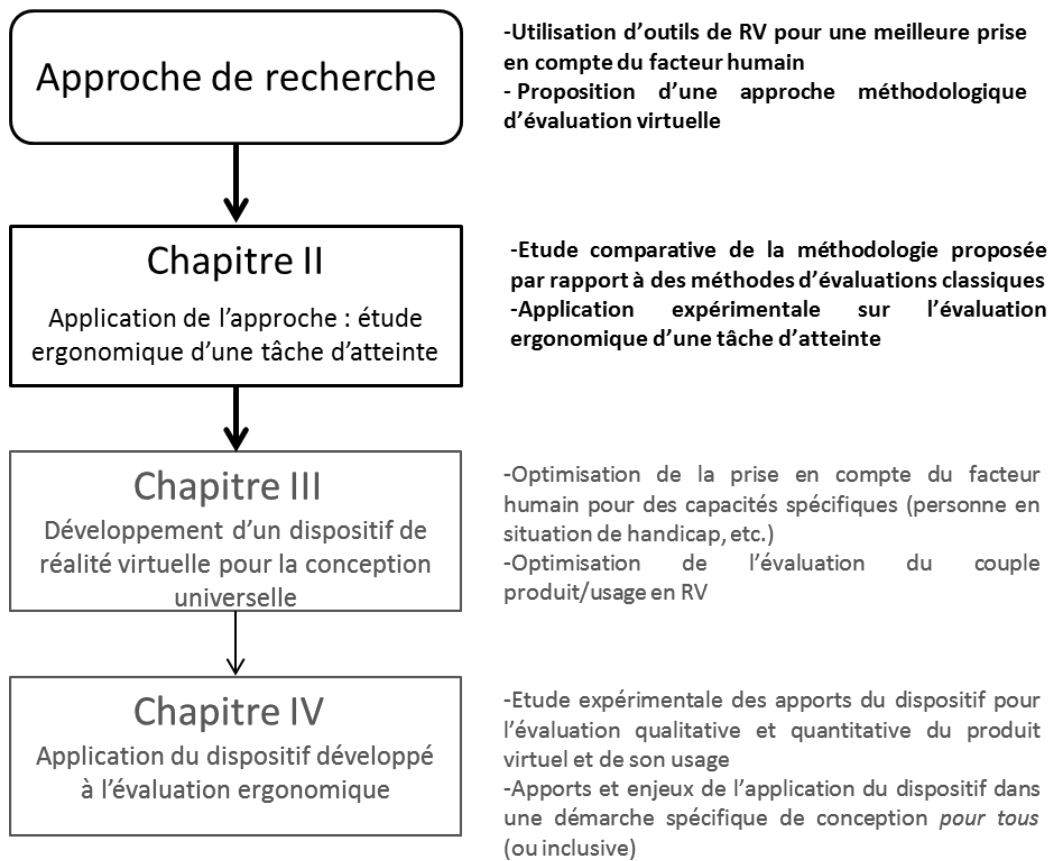 Approche de recherche
-Utilisation d’outils de RV pour une meilleure prise
en compte du facteur humain
- Proposition d’une approche méthodologique
d’évaluation virtuelle
Chapitre II
Application de l’approche : étude
ergonomique d’une tâche d’atteinte
-Etude comparative de la méthodologie proposée
par rapport à des méthodes d’évaluations classiques
-Application expérimentale sur l’évaluation
ergonomique d’une tâche d’atteinte
Chapitre III
Développement d’un dispositif de
réalité virtuelle pour la conception
universelle
-Optimisation de la prise en compte du facteur
humain pour des capacités spécifiques (personne en
situation de handicap, etc.)
-Optimisation de l’évaluation du couple
produit/usage en RV
Chapitre IV
Application du dispositif développé
à l’évaluation ergonomique
-Etude expérimentale des apports du dispositif pour
l’évaluation qualitative et quantitative du produit
virtuel et de son usage
-Apports et enjeux de l’application du dispositif dans
une démarche spécifique de conception pour tous
(ou inclusive)